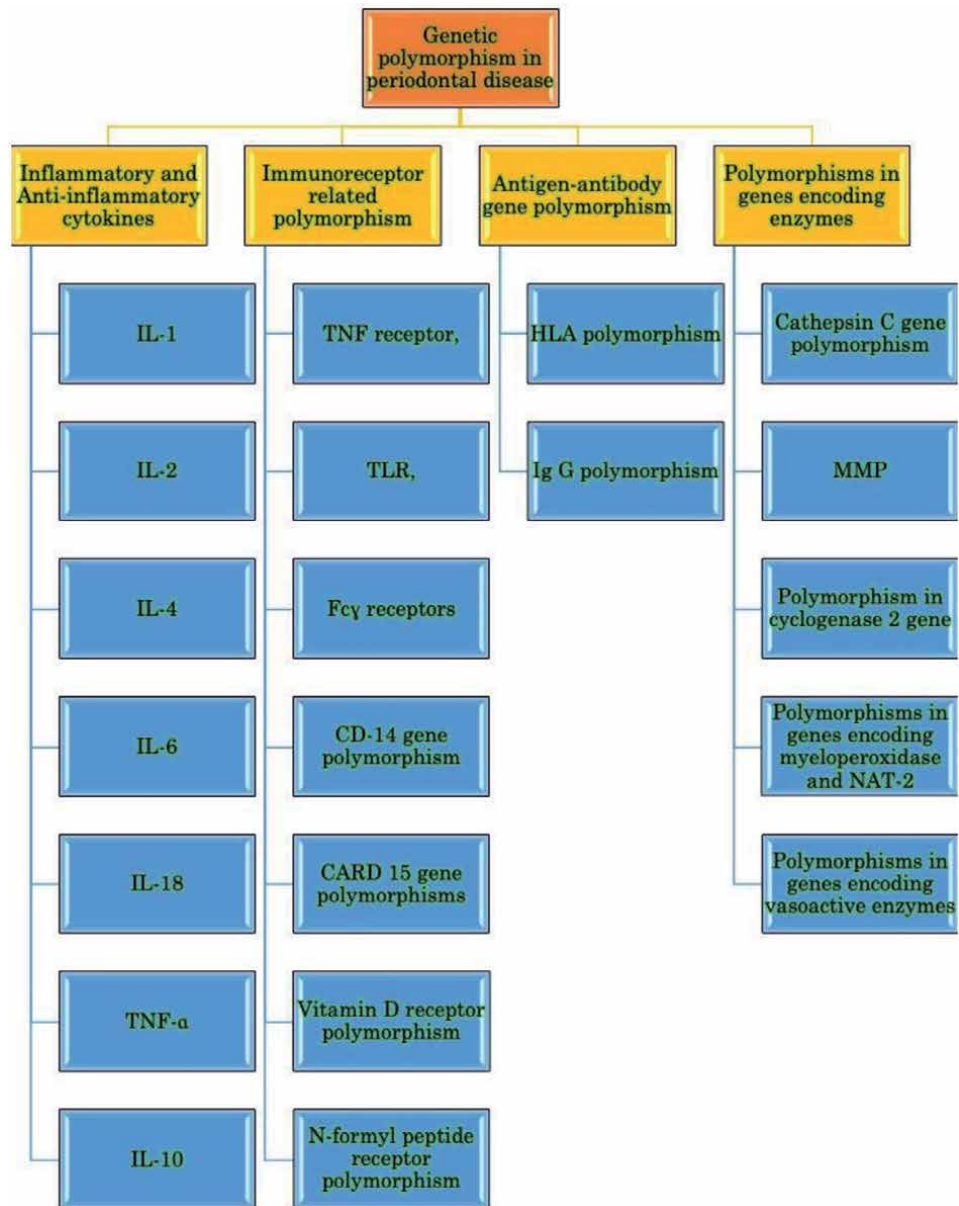 Genetic
polymorphism in
periodontal disease
Inflammatory and
Anti-inflammatory
cytokines
IL-1
IL-2
IL-4
IL-6
IL-18
TNF-α
IL-10
Immunoreceptor
related
polymorphism
TNF receptor,
TLR,
Fcγ receptors
CD-14 gene
polymorphism
CARD 15 gene
polymorphisms
Vitamin D receptor
polymorphism
N-formyl peptide
receptor
polymorphism
Antigen-antibody
gene polymorphism
HLA polymorphism
Ig G polymorphism
Polymorphisms in
genes encoding
enzymes
Cathepsin C gene
polymorphism
MMP
Polymorphism in
cyclogenase 2 gene
Polymorphisms in
genes encoding
myeloperoxidase
and NAT-2
Polymorphisms in
genes encoding
vasoactive enzymes